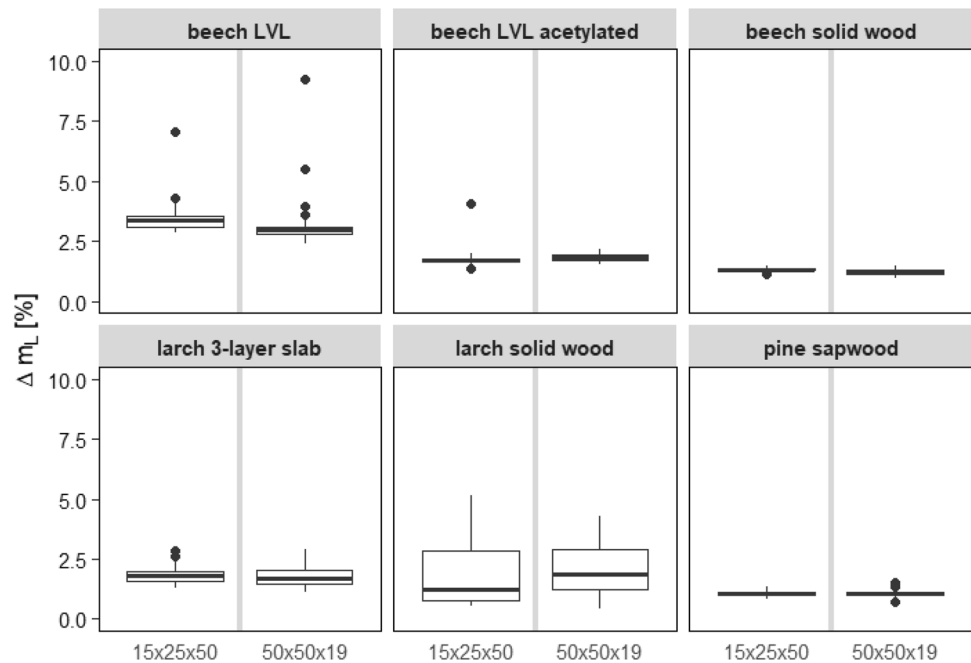 beech LVL
beech LVL acetylated
beech solid wood
10.0
7.5
5.0
2.5
0.0
Δ m_L [%]
larch 3-layer slab
larch solid wood
pine sapwood
10.0
7.5
5.0
2.5
0.0
15x25x50
50x50x19
15x25x50
50x50x19
15x25x50
50x50x19